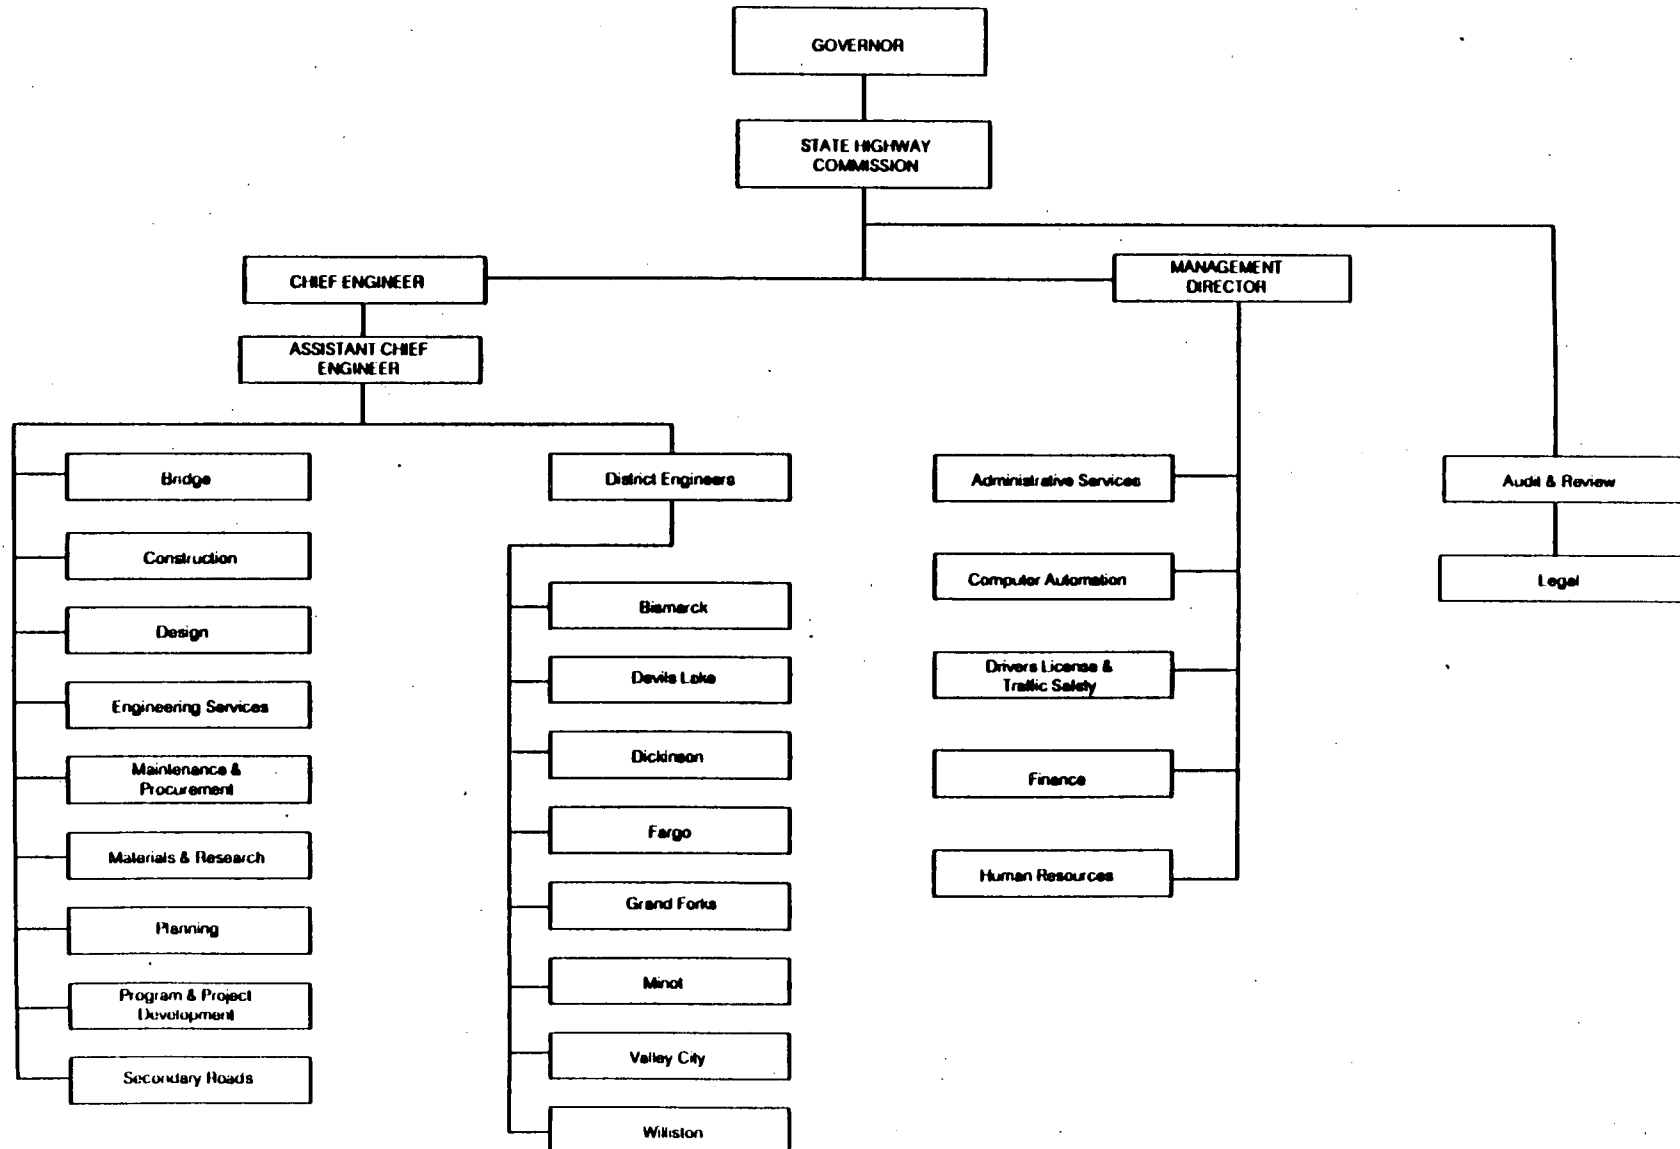 GOVERNOR
STATE HIGHWAY
COMMISSION
CHIEF ENGINEER
MANAGEMENT
DIRECTOR
ASSISTANT CHIEF
ENGINEER
Bridge
Construction
Design
Engineering Services
Maintenance &
Procurement
Materials & Research
Planning
Program & Project
Development
Secondary Roads
District Engineers
Bismarck
Devils Lake
Dickinson
Fargo
Grand Forks
Minot
Valley City
Williston
Administrative Services
Computer Automation
Drivers License &
Traffic Safety
Finance
Human Resources
Audit & Review
Legal